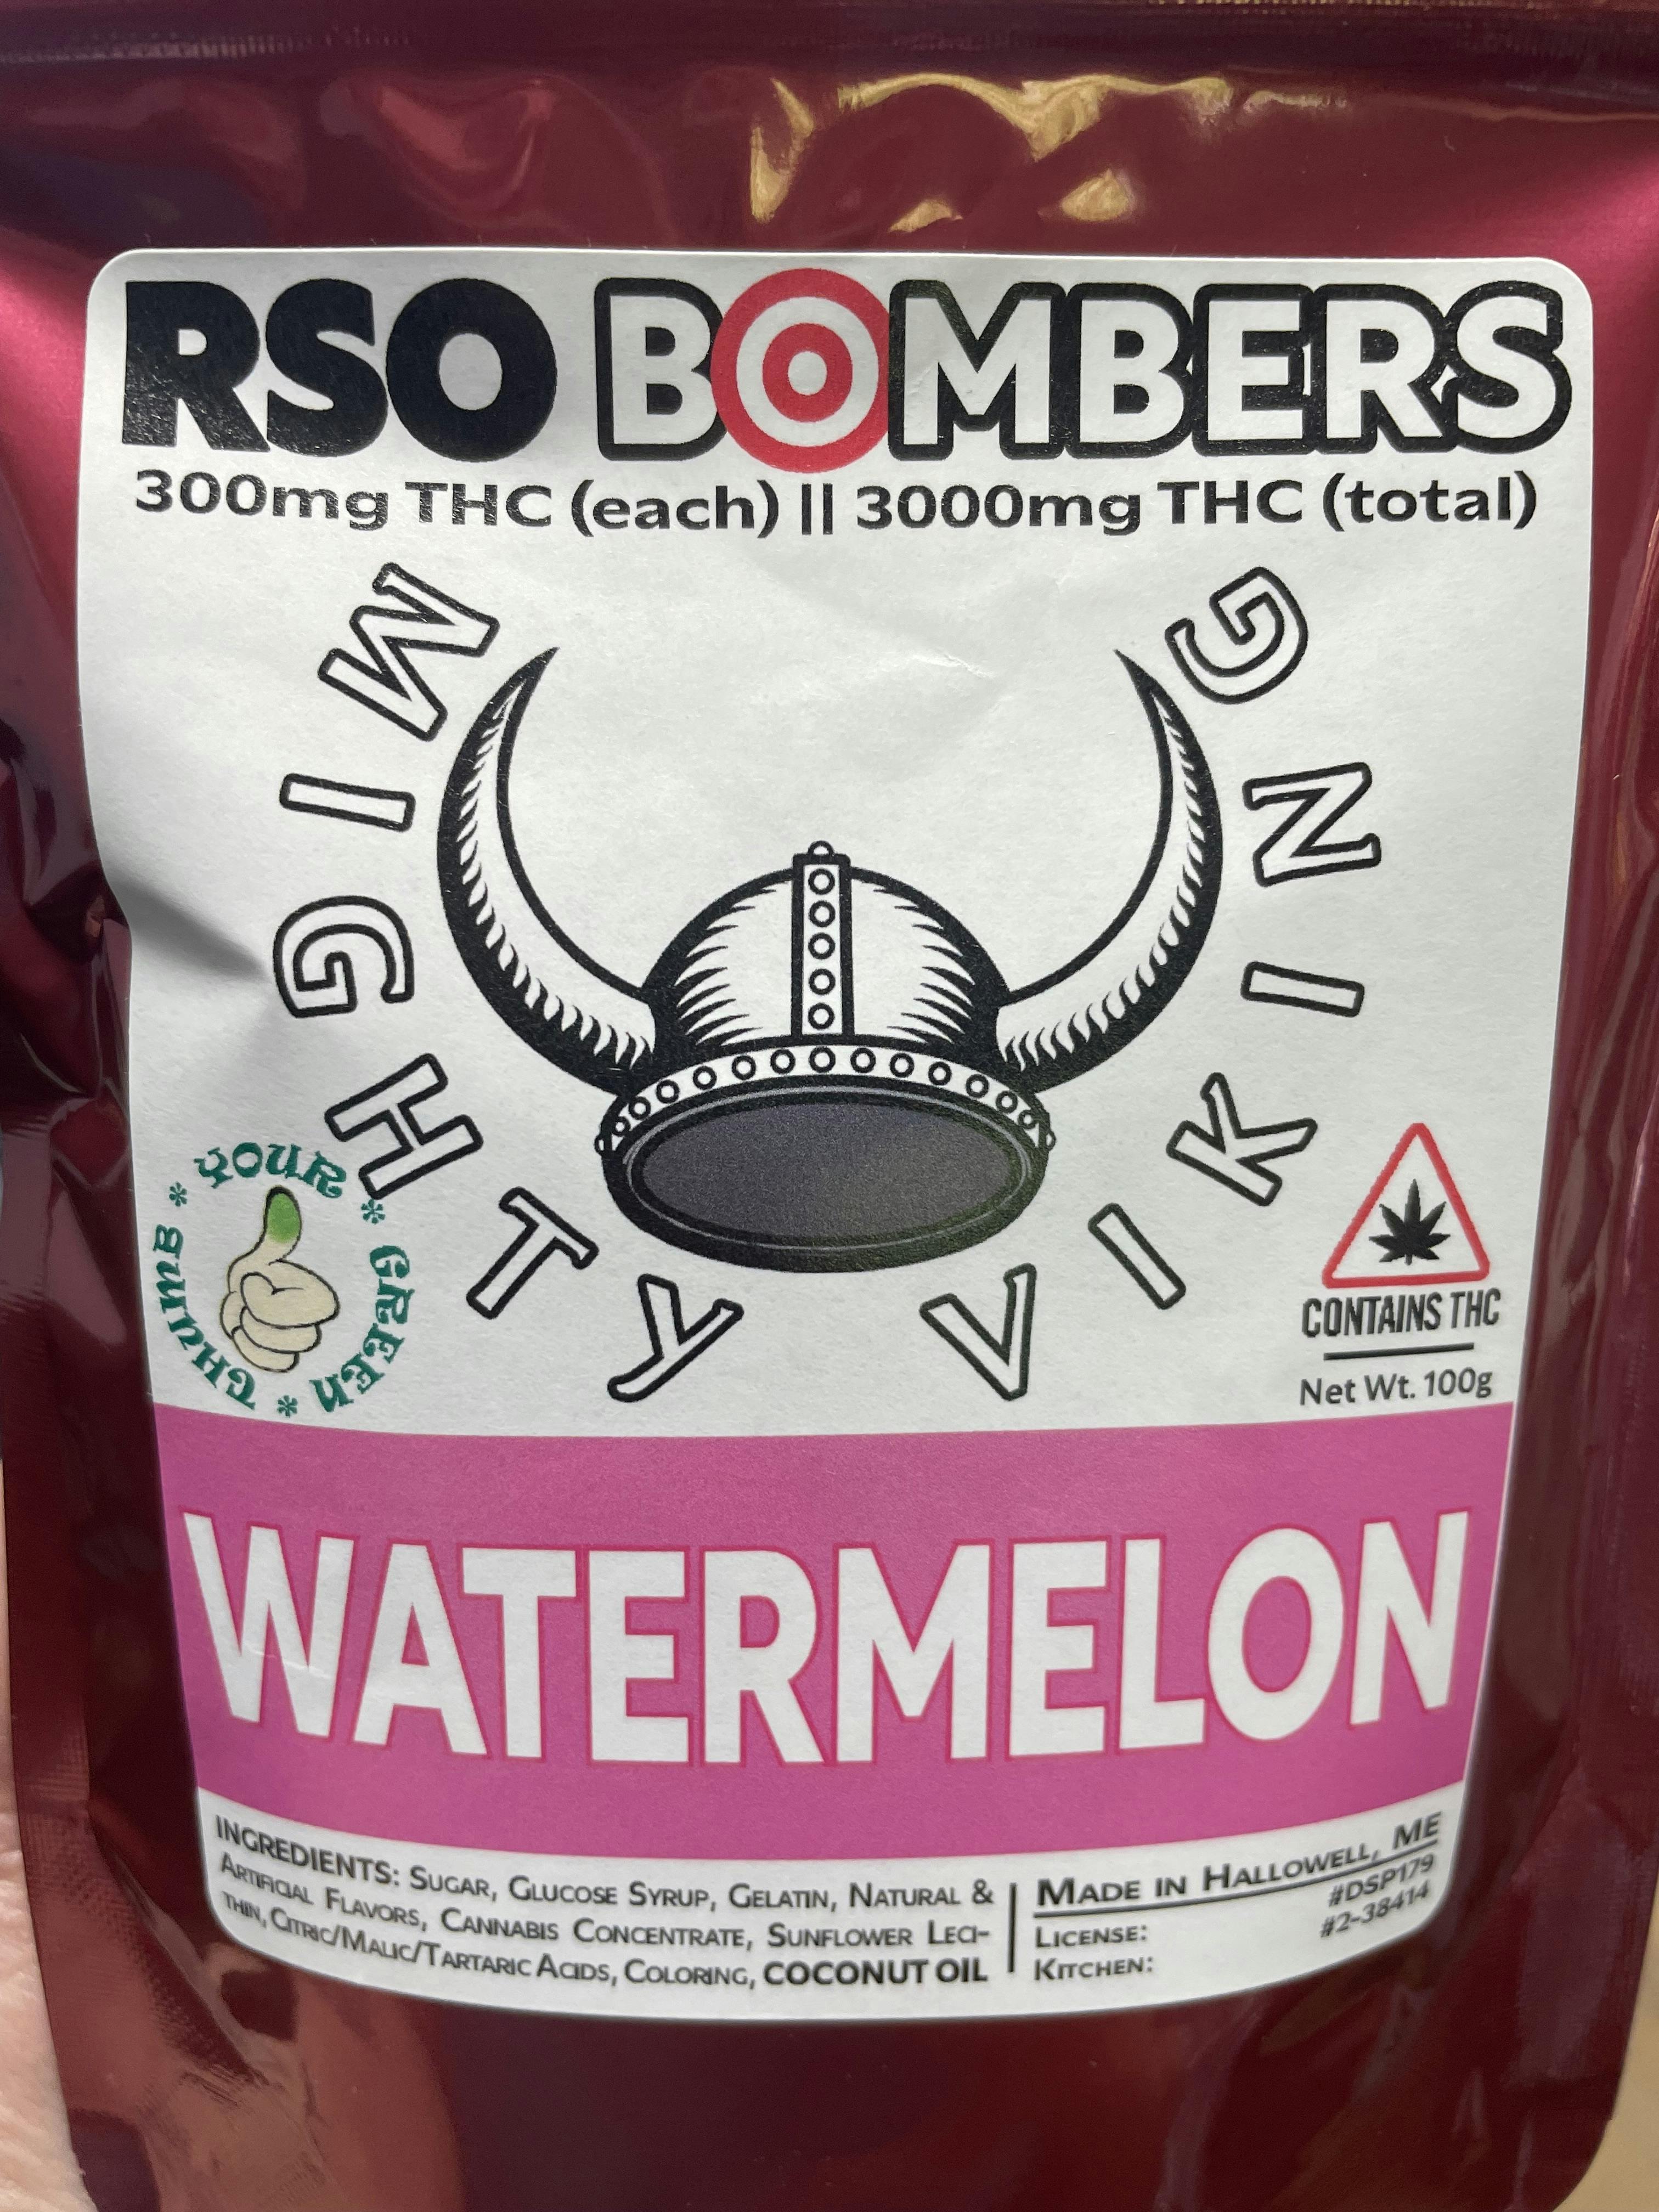 RSO BOMBERS
300mg THC (each) || 3000mg THC (total)
MIGHTY VIKING
YOUR * GREEN * THUMB *
CONTAINS THC
Net Wt. 100g
WATERMELON
INGREDIENTS: SUGAR, GLUCOSE SYRUP, GELATIN, NATURAL &
ARTIFICIAL FLAVORS, CANNABIS CONCENTRATE, SUNFLOWER LECI-
THIN, CITRIC/MALIC/TARTARIC ACIDS, COLORING, COCONUT OIL
MADE IN HALLOWELL, ME
LICENSE: #DSP179
KITCHEN: #2-38414